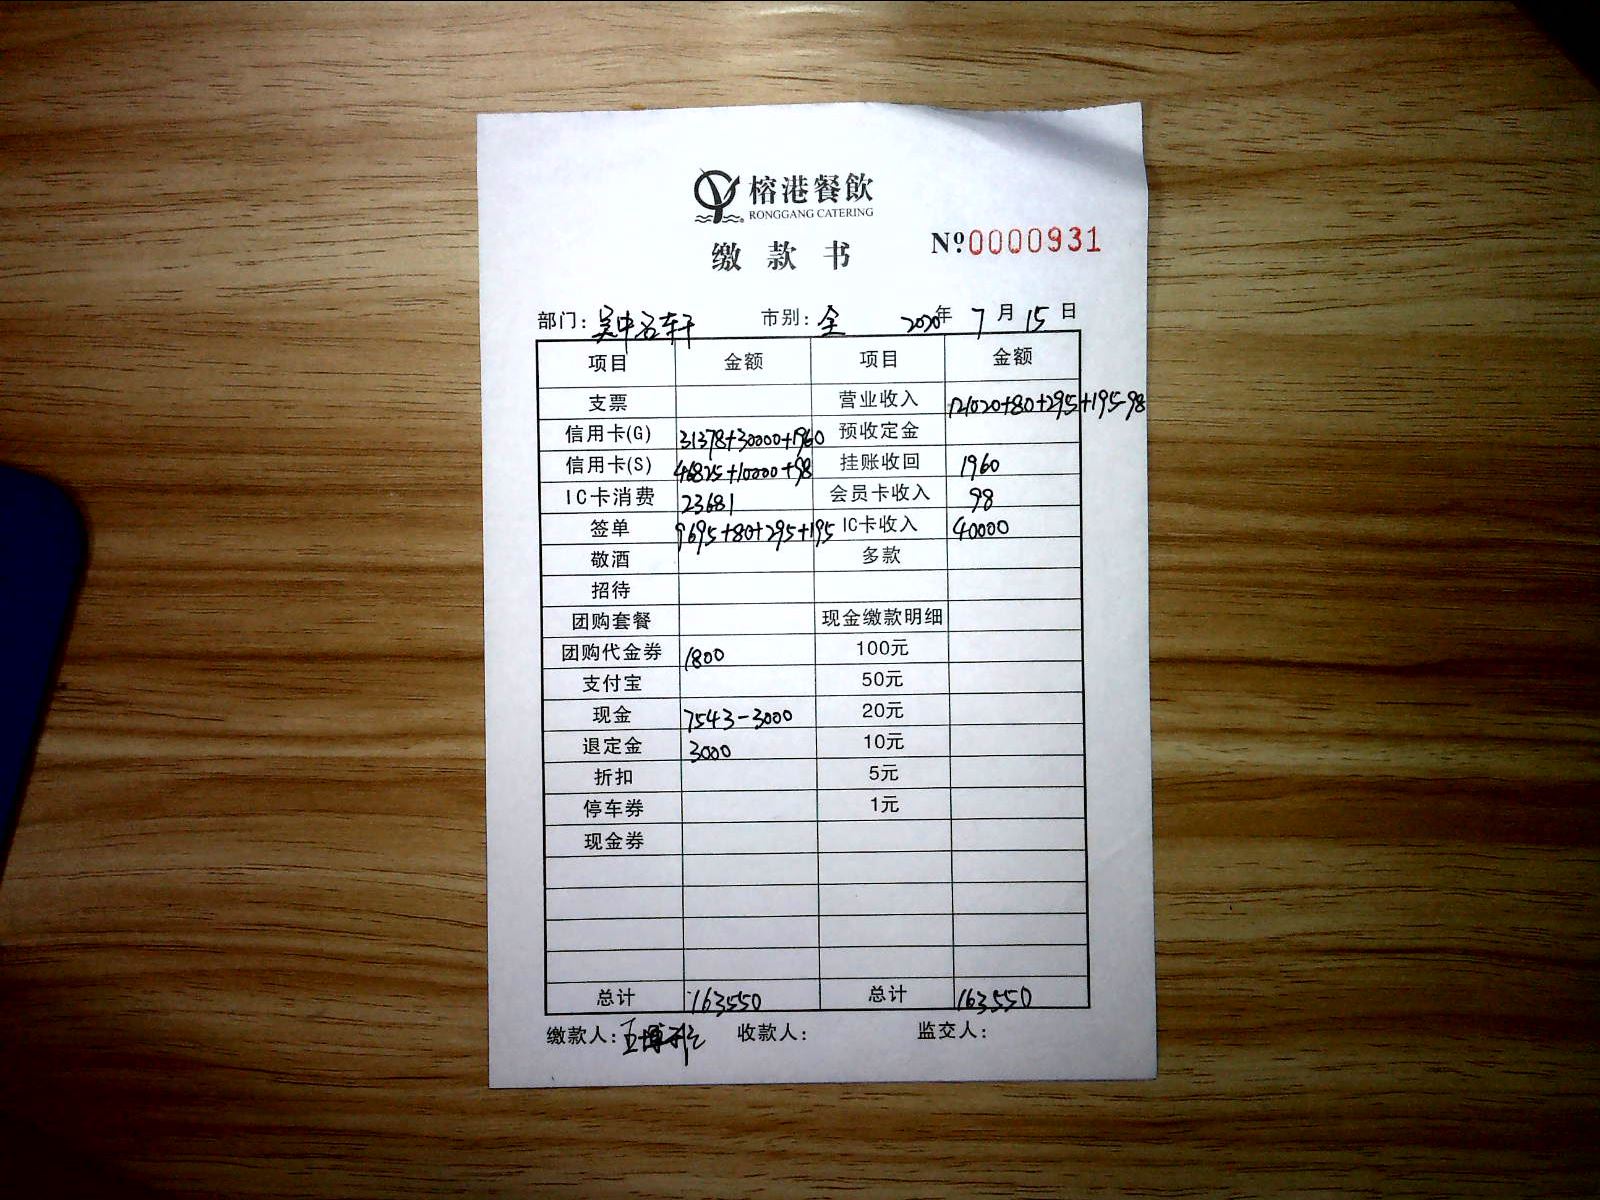 榕港餐飲
RONGGANG CATERING
缴款书 №0000931
部门: 吴中名轩 市别: 全 2020年 7月15日
项目 金额 项目 金额
支票 营业收入 121020+80+295+195-98
信用卡(G) 31378+30000+1960 预收定金
信用卡(S) 46825+10000+98 挂账收回 1960
IC卡消费 23681 会员卡收入 98
签单 9695+80+295+195 IC卡收入 40000
敬酒 多款
招待
团购套餐 现金缴款明细
团购代金券 1800 100元
支付宝 50元
现金 7543-3000 20元
退定金 3000 10元
折扣 5元
停车券 1元
现金券
总计 163550 总计 163550
缴款人: 收款人: 监交人: